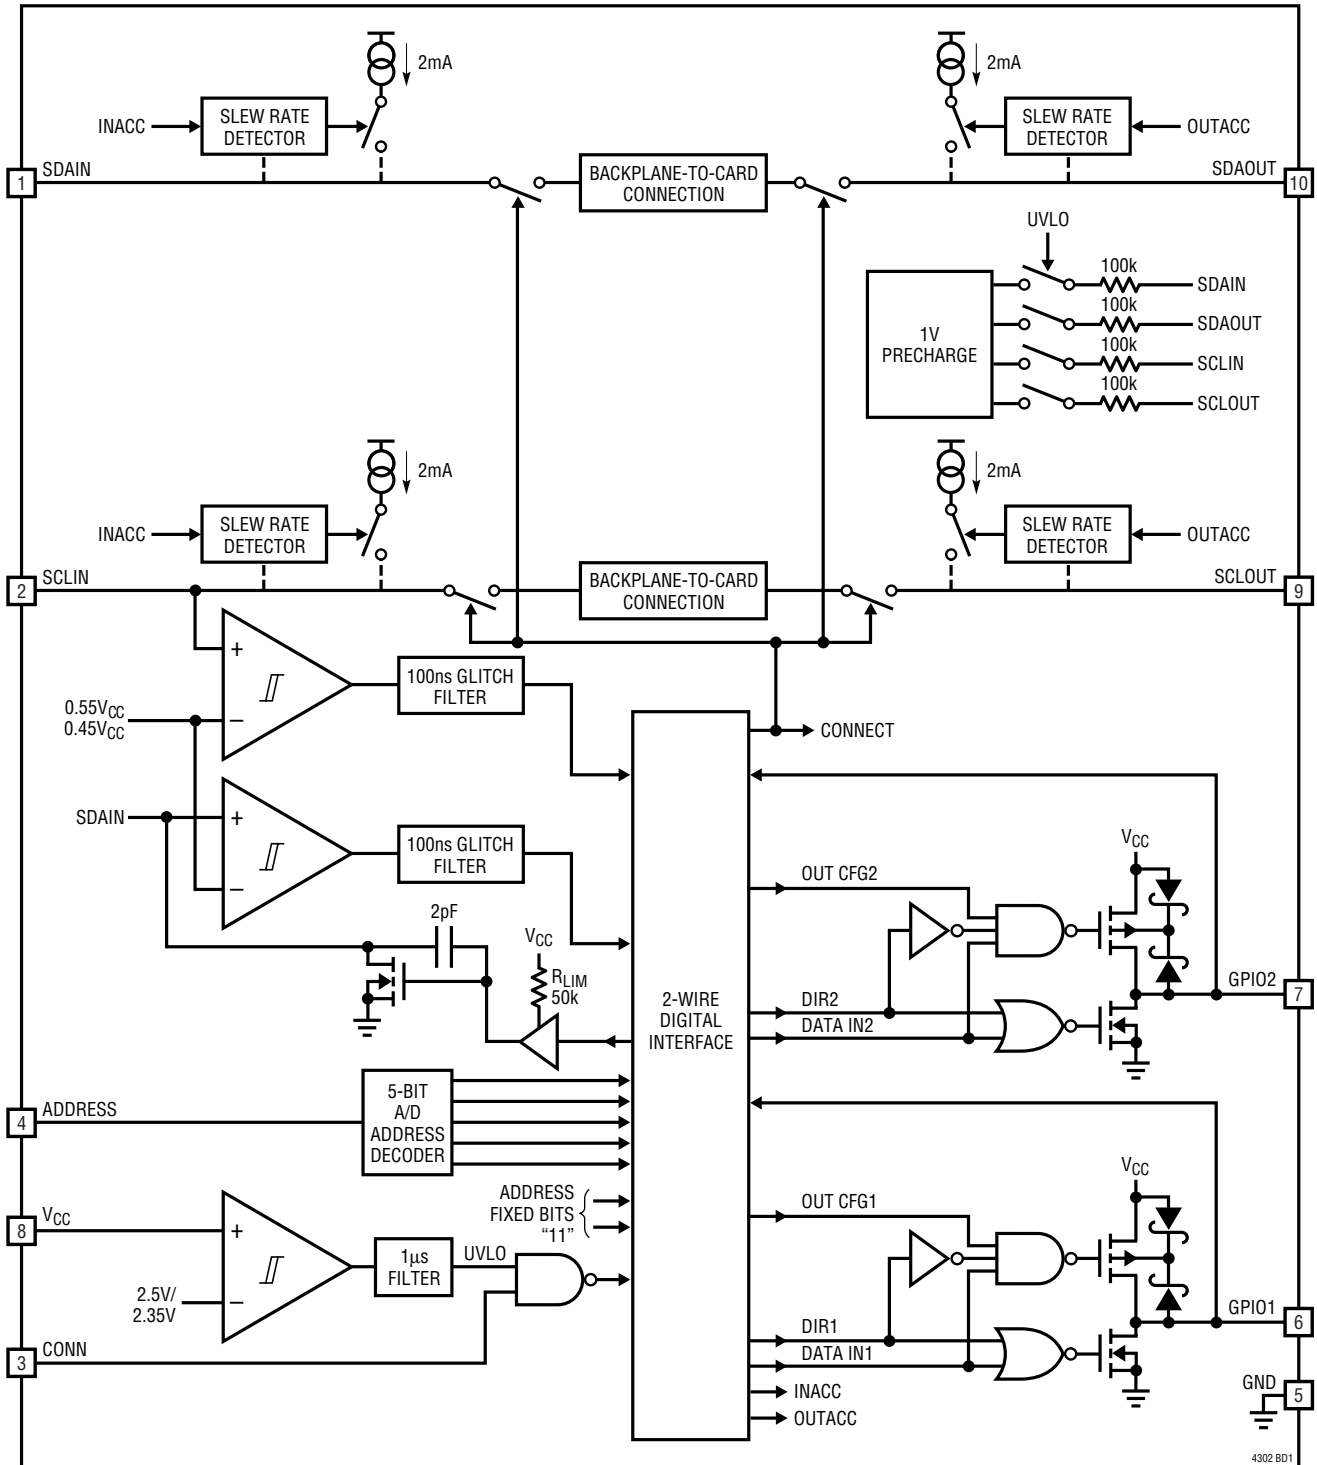 2mA
2mA
INACC
SLEW RATE
DETECTOR
SLEW RATE
DETECTOR
OUTACC
1
SDAIN
BACKPLANE-TO-CARD
CONNECTION
SDAOUT
10
UVLO
1V
PRECHARGE
100k
SDAIN
100k
SDAOUT
100k
SCLIN
100k
SCLOUT
2mA
2mA
INACC
SLEW RATE
DETECTOR
SLEW RATE
DETECTOR
OUTACC
2
SCLIN
BACKPLANE-TO-CARD
CONNECTION
SCLOUT
9
+
−
0.55VCC
0.45VCC
100ns GLITCH
FILTER
CONNECT
SDAIN
+
−
100ns GLITCH
FILTER
2pF
VCC
RLIM
50k
2-WIRE
DIGITAL
INTERFACE
VCC
OUT CFG2
DIR2
DATA IN2
GPIO2
7
4
ADDRESS
5-BIT
A/D
ADDRESS
DECODER
ADDRESS
FIXED BITS
“11”
8
VCC
+
−
2.5V/
2.35V
1µs
FILTER
UVLO
3
CONN
VCC
OUT CFG1
DIR1
DATA IN1
GPIO1
6
INACC
OUTACC
GND
5
4302 BD1